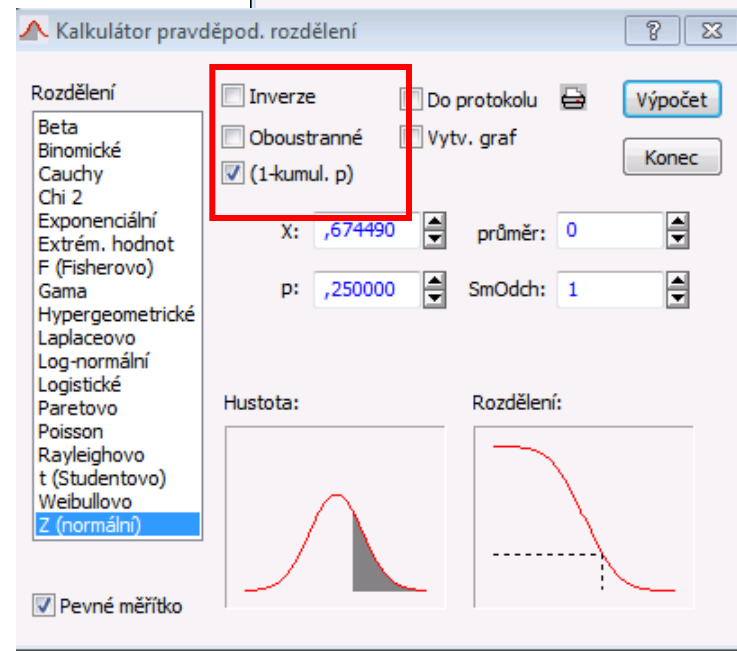 Kalkulátor pravděpod. rozdělení
?
Rozdělení
Beta
Binomické
Cauchy
Chi 2
Exponenciální
Extrém. hodnot
F (Fisherovo)
Gama
Hypergeometrické
Laplaceovo
Log-normální
Logistické
Paretovo
Poisson
Rayleighovo
t (Studentovo)
Weibullovo
Z (normální)
Pevné měřítko
Inverze
Oboustranné
(1-kumul. p)
Do protokolu
Vytv. graf
Výpočet
Konec
X: ,674490 průměr: 0
p: ,250000 SmOdch: 1
Hustota: Rozdělení: